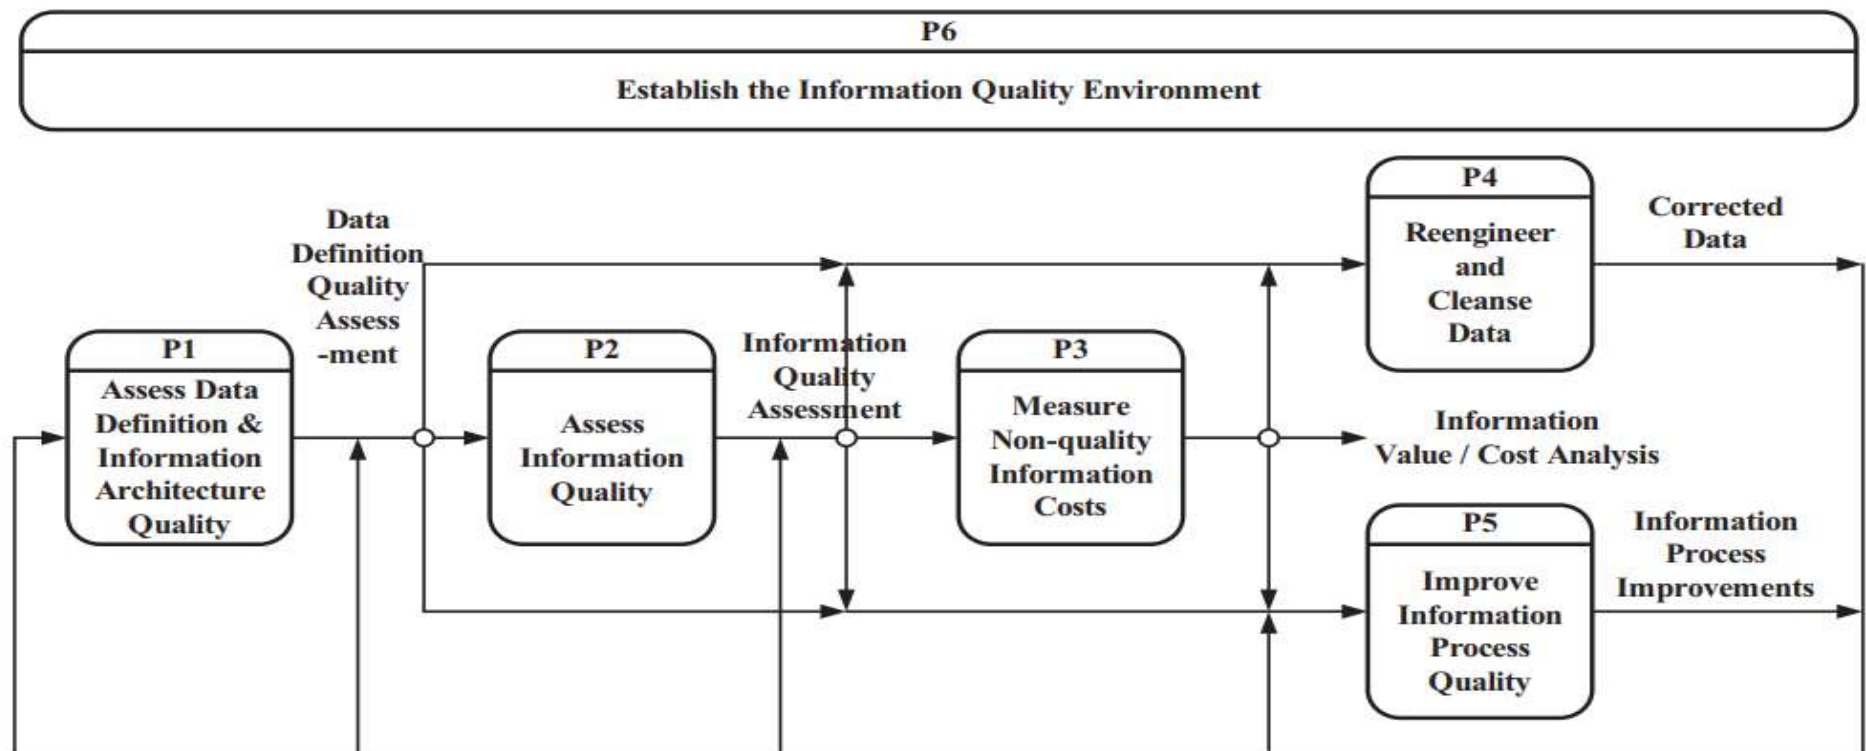 P6
Establish the Information Quality Environment
P4
Reengineer
and
Cleanse
Data
Corrected
Data
Data
Definition
Quality
Assess
-ment
P1
Assess Data
Definition &
Information
Architecture
Quality
P2
Assess
Information
Quality
Information
Quality
Assessment
P3
Measure
Non-quality
Information
Costs
Information
Value / Cost Analysis
P5
Improve
Information
Process
Quality
Information
Process
Improvements